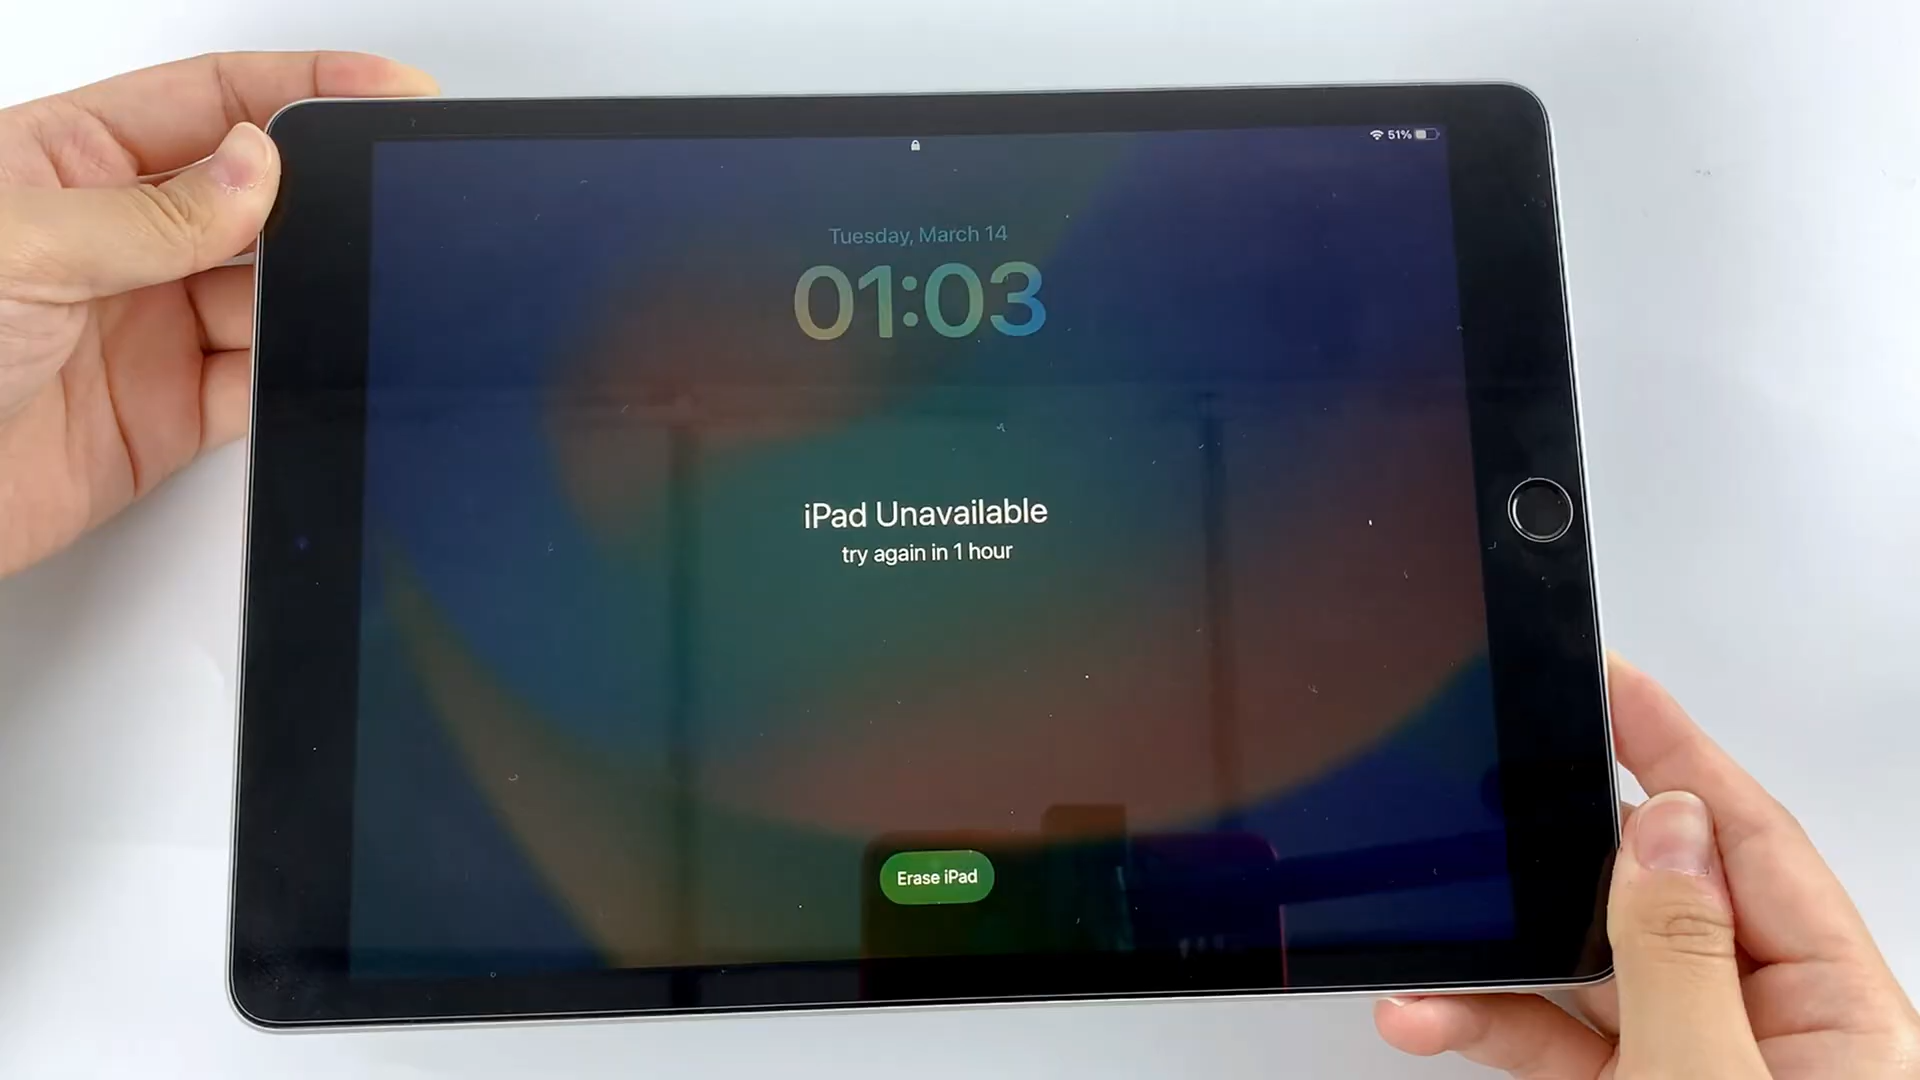 51%
Tuesday, March 14
01:03
iPad Unavailable
try again in 1 hour
Erase iPad